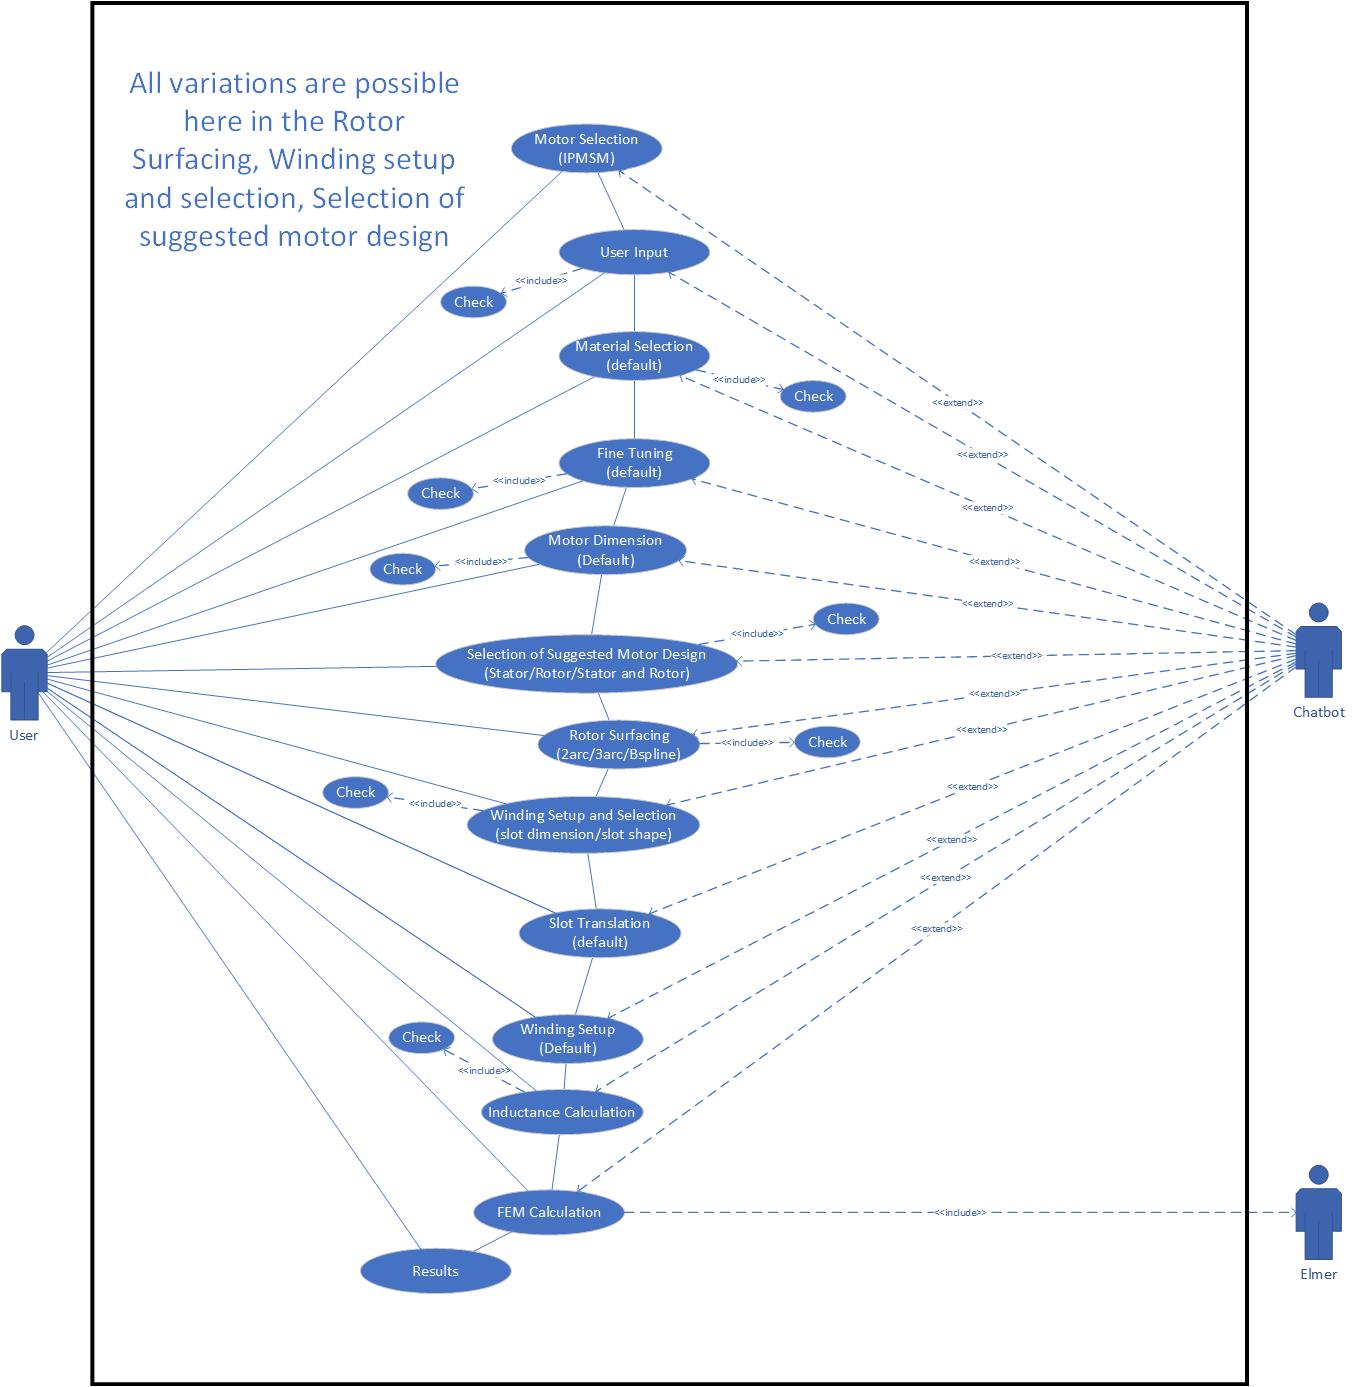 All variations are possible
here in the Rotor
Surfacing, Winding setup
and selection, Selection of
suggested motor design
Motor Selection
(IPMSM)
User Input
<<include>>
Check
Material Selection
(default)
<<include>>
Check
<<extend>>
<<extend>>
Fine Tuning
(default)
<<include>>
Check
<<extend>>
Motor Dimension
(Default)
<<include>>
Check
<<extend>>
<<extend>>
Selection of Suggested Motor Design
(Stator/Rotor/Stator and Rotor)
<<include>>
Check
<<extend>>
<<extend>>
User
Chatbot
Rotor Surfacing
(2arc/3arc/Bspline)
<<include>>
Check
<<extend>>
Winding Setup and Selection
(slot dimension/slot shape)
<<include>>
Check
<<extend>>
<<extend>>
<<extend>>
Slot Translation
(default)
<<extend>>
Winding Setup
(Default)
Check
<<include>>
Inductance Calculation
FEM Calculation
<<include>>
Results
Elmer